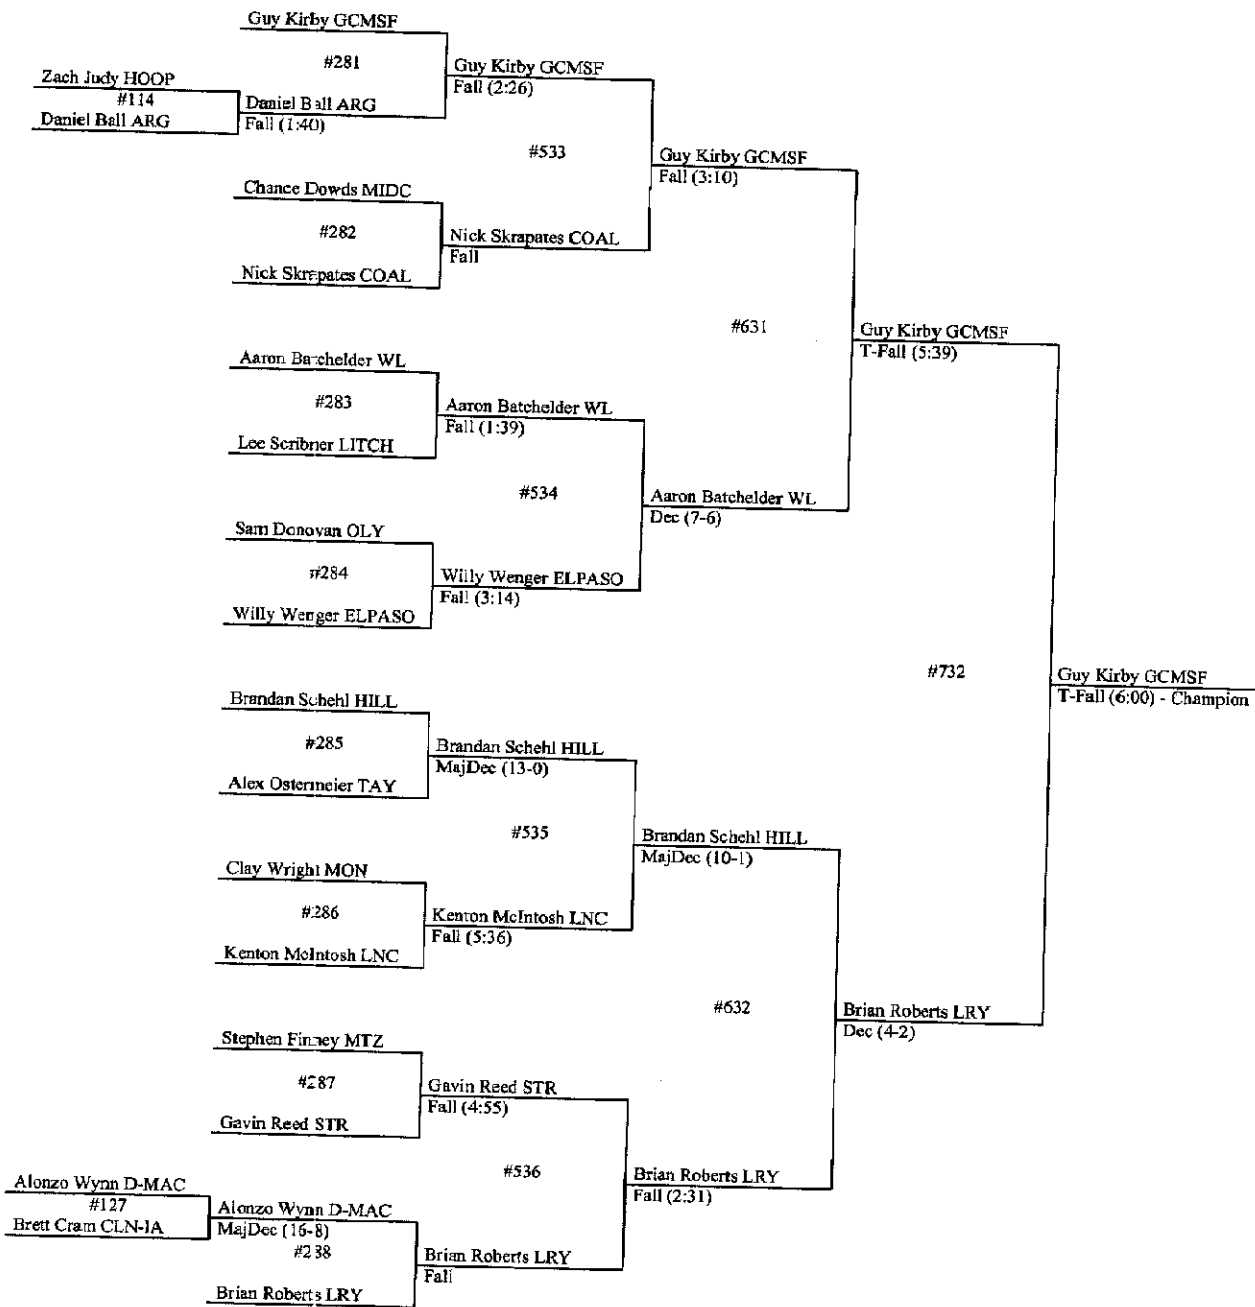 Guy Kirby GCMSF
#281
Guy Kirby GCMSF
Fall (2:26)
Zach Judy HOOP
#114
Daniel Ball ARG
Daniel Ball ARG
Fall (1:40)
#533
Guy Kirby GCMSF
Fall (3:10)
Chance Dowds MIDC
#282
Nick Skrapates COAL
Fall
Nick Skrapates COAL
#631
Guy Kirby GCMSF
T-Fall (5:39)
Aaron Batchelder WL
#283
Aaron Batchelder WL
Fall (1:39)
Lee Scribner LITCH
#534
Aaron Batchelder WL
Dec (7-6)
Sam Donovan OLY
#284
Willy Wenger ELPASO
Fall (3:14)
Willy Wenger ELPASO
#732
Guy Kirby GCMSF
T-Fall (6:00) - Champion
Brandan Schehl HILL
#285
Brandan Schehl HILL
MajDec (13-0)
Alex Ostermeier TAY
#535
Brandan Schehl HILL
MajDec (10-1)
Clay Wright MON
#286
Kenton McIntosh LNC
Fall (5:36)
Kenton McIntosh LNC
#632
Brian Roberts LRY
Dec (4-2)
Stephen Finney MTZ
#287
Gavin Reed STR
Fall (4:55)
Gavin Reed STR
#536
Brian Roberts LRY
Fall (2:31)
Alonzo Wynn D-MAC
#127
Brett Cram CLN-IA
Alonzo Wynn D-MAC
MajDec (16-8)
#288
Brian Roberts LRY
Fall
Brian Roberts LRY